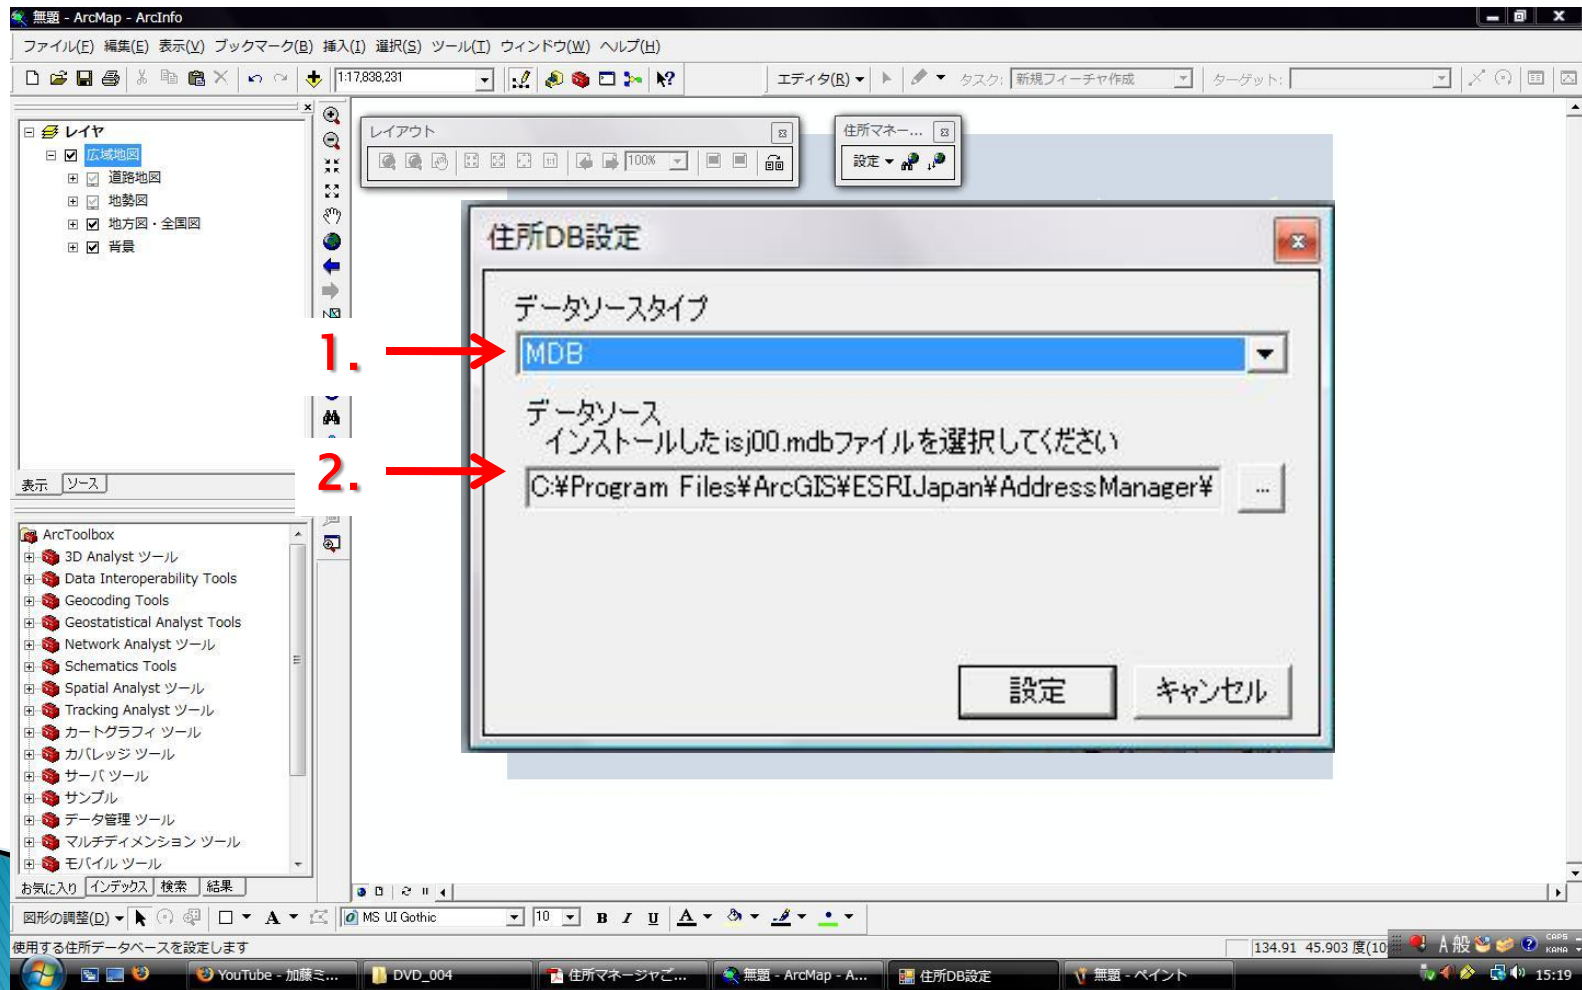 無題 - ArcMap - ArcInfo
ファイル(F) 編集(E) 表示(V) ブックマーク(B) 挿入(I) 選択(S) ツール(T) ウィンドウ(W) ヘルプ(H)
1:17,838,231
エディタ(R) タスク: 新規フィーチャ作成 ターゲット:
レイヤ
広域地図
道路地図
地勢図
地方図・全国図
背景
表示 ソース
レイアウト
100%
1:1
住所マネー...
設定
住所DB設定
データソースタイプ
1.
MDB
データソース
インストールしたisj00.mdbファイルを選択してください
2.
C:¥Program Files¥ArcGIS¥ESRIJapan¥AddressManager¥
...
設定 キャンセル
ArcToolbox
3D Analyst ツール
Data Interoperability Tools
Geocoding Tools
Geostatistical Analyst Tools
Network Analyst ツール
Schematics Tools
Spatial Analyst ツール
Tracking Analyst ツール
カートグラフィ ツール
カバレッジ ツール
サーバ ツール
サンプル
データ管理 ツール
マルチディメンション ツール
モバイル ツール
お気に入り インデックス 検索 結果
図形の調整(D) A MS UI Gothic 10 B I U A
使用する住所データベースを設定します
134.91 45.903 度(10
A 般 CAPS KANA
YouTube - 加藤ミ... DVD_004 住所マネージャご... 無題 - ArcMap - A... 住所DB設定 無題 - ペイント 15:19